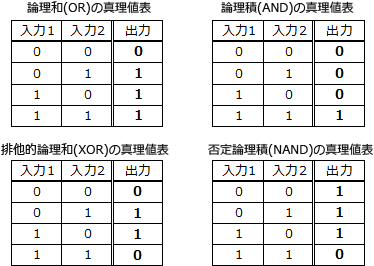 論理和(OR)の真理値表
入力1 入力2 出力
0 0 0
0 1 1
1 0 1
1 1 1
論理積(AND)の真理値表
入力1 入力2 出力
0 0 0
0 1 0
1 0 0
1 1 1
排他的論理和(XOR)の真理値表
入力1 入力2 出力
0 0 0
0 1 1
1 0 1
1 1 0
否定論理積(NAND)の真理値表
入力1 入力2 出力
0 0 1
0 1 1
1 0 1
1 1 0